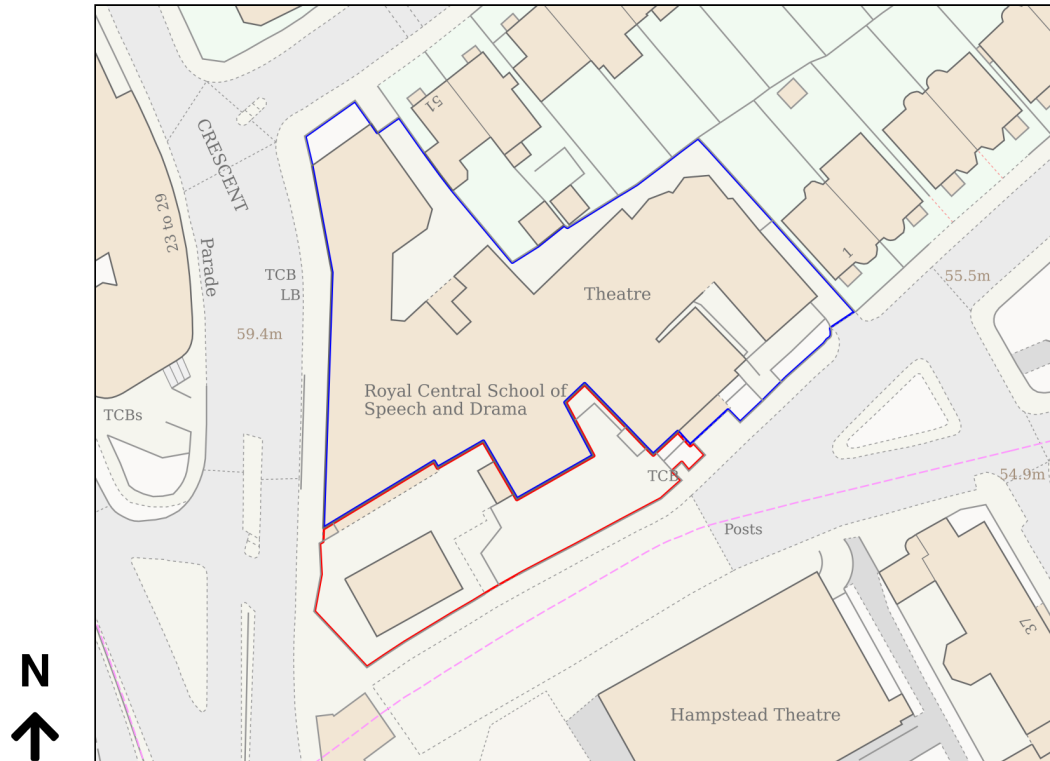 51
CRESCENT
23 to 29
Parade
TCB
LB
59.4m
Theatre
1
55.5m
Royal Central School of
Speech and Drama
TCBs
TCB
54.9m
Posts
37
N
Hampstead Theatre